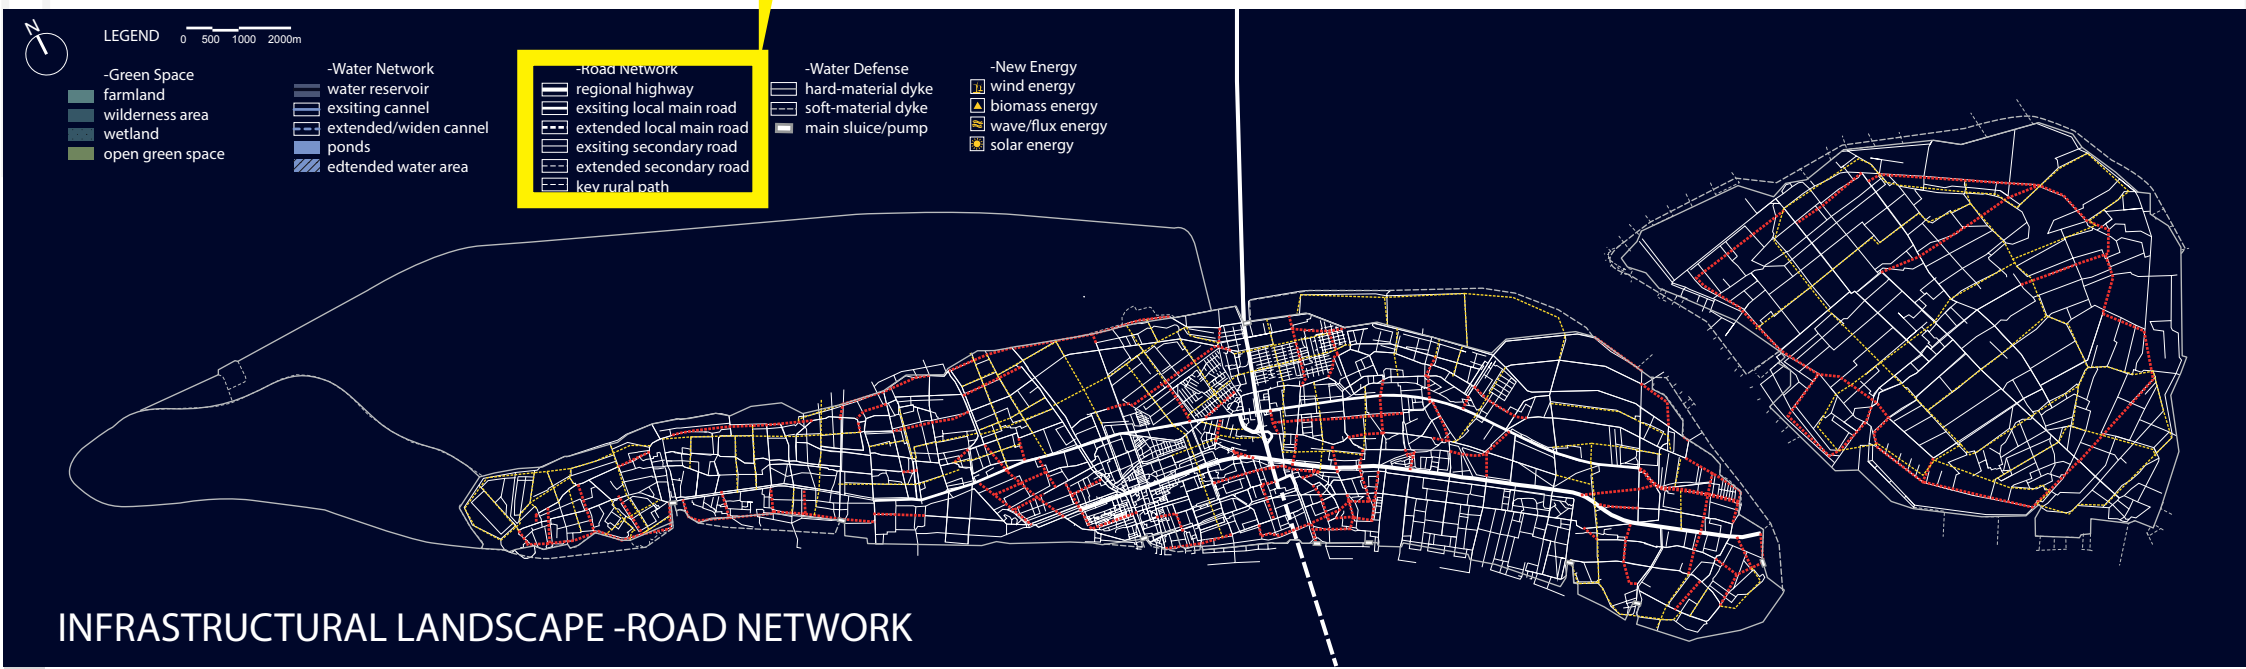 N
LEGEND
0 500 1000 2000m
-Green Space
farmland
wilderness area
wetland
open green space
-Water Network
water reservoir
exsiting cannel
extended/widen cannel
ponds
edtended water area
-Road Network
regional highway
exsiting local main road
extended local main road
exsiting secondary road
extended secondary road
key rural path
-Water Defense
hard-material dyke
soft-material dyke
main sluice/pump
-New Energy
wind energy
biomass energy
wave/flux energy
solar energy
INFRASTRUCTURAL LANDSCAPE -ROAD NETWORK